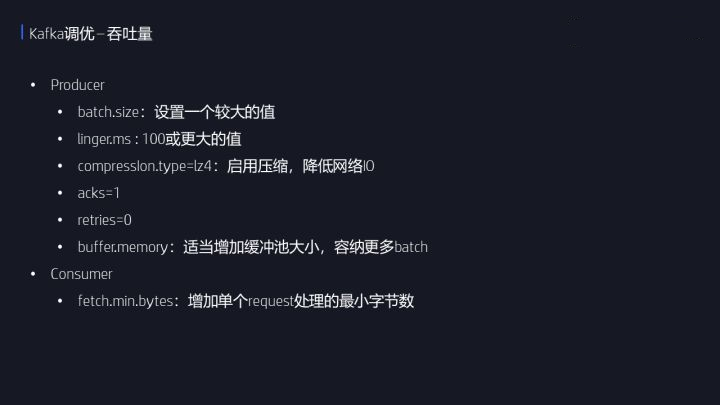 Kafka调优 – 吞吐量
• Producer
• batch.size：设置一个较大的值
• linger.ms : 100或更大的值
• compression.type=lz4：启用压缩，降低网络IO
• acks=1
• retries=0
• buffer.memory：适当增加缓冲池大小，容纳更多batch
• Consumer
• fetch.min.bytes：增加单个request处理的最小字节数